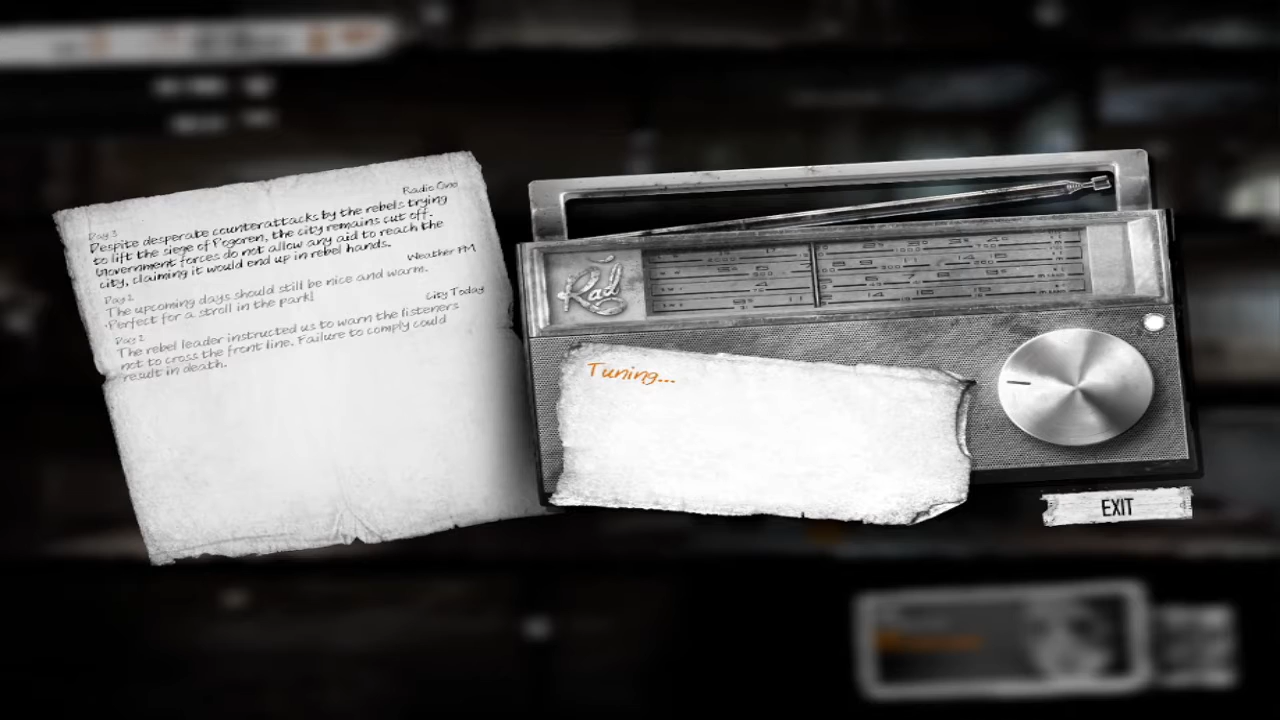 Radio One
Day 3
Despite desperate counterattacks by the rebels trying
to lift the siege of Pogoren, the city remains cut off.
Government forces do not allow any aid to reach the
city, claiming it would end up in rebel hands.
Weather FM
Day 2
The upcoming days should still be nice and warm.
Perfect for a stroll in the park!
City Today
Day 2
The rebel leader instructed us to warn the listeners
not to cross the front line. Failure to comply could
result in death.
Rad
Tuning...
EXIT